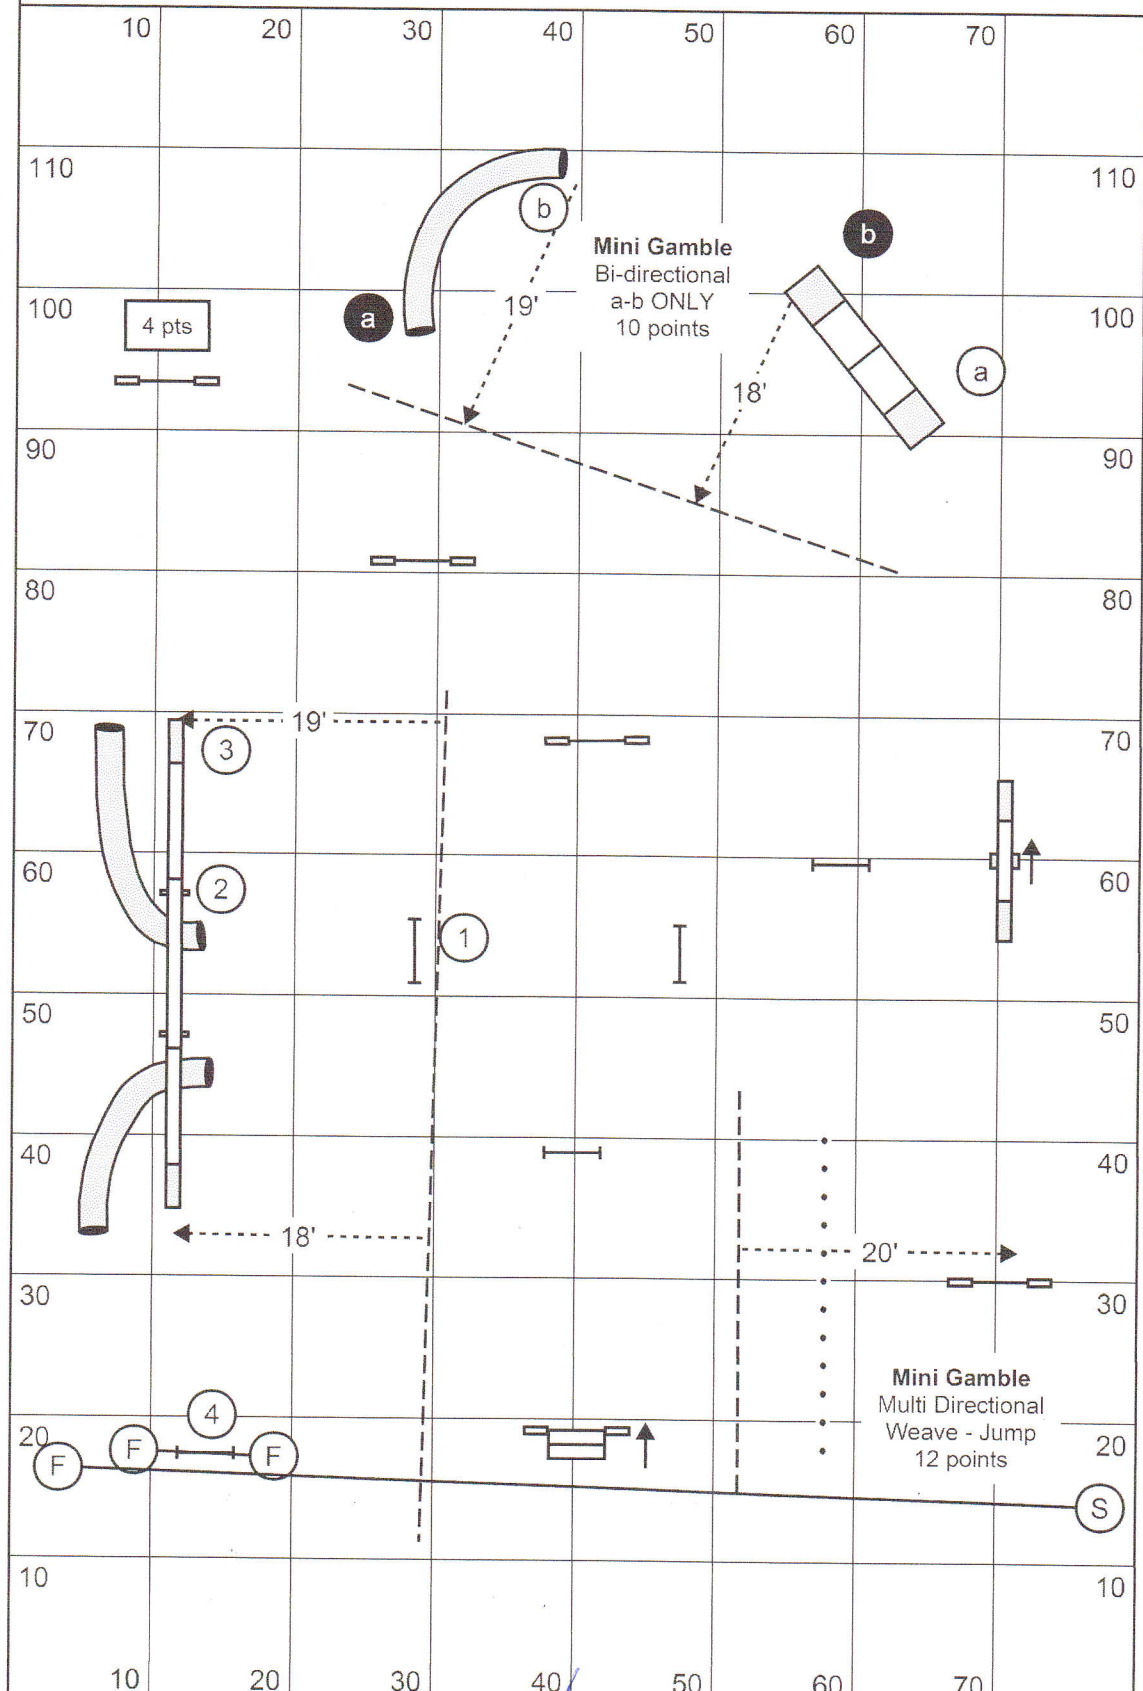 10 20 30 40 50 60 70
110 110
b
b
Mini Gamble
Bi-directional
a-b ONLY
10 points
100 100
4 pts
a
19'
a
18'
90 90
80 80
70 70
19'
3
60 60
2
1
50 50
40 40
18'
20'
30 30
Mini Gamble
Multi Directional
Weave - Jump
12 points
4
20 20
F F F
S
10 10
10 20 30 40 50 60 70